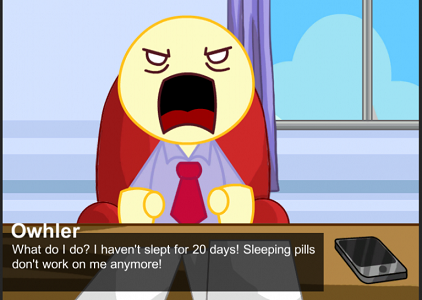 Owhler
What do I do? I haven't slept for 20 days! Sleeping pills
don't work on me anymore!